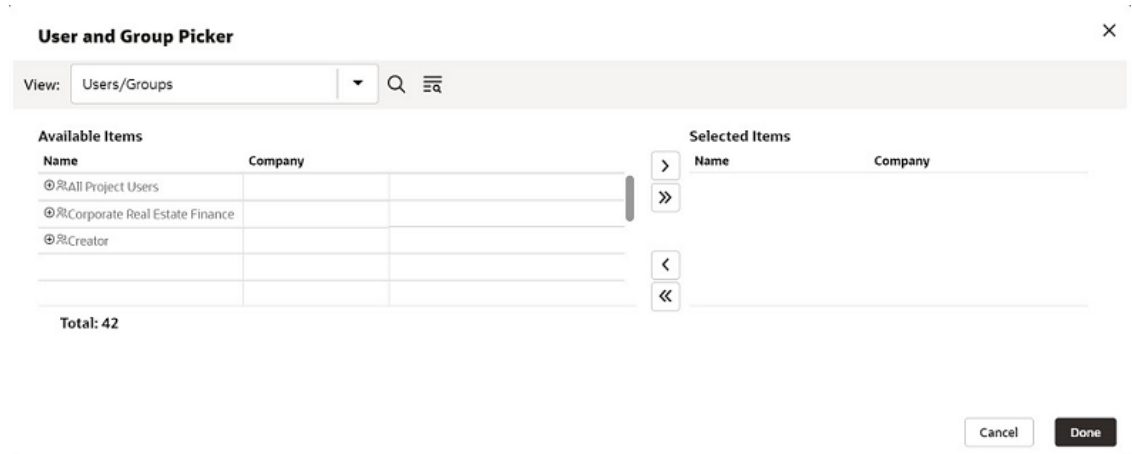 User and Group Picker
View: Users/Groups
Available Items
Name Company
All Project Users
Corporate Real Estate Finance
Creator
Total: 42
Selected Items
Name Company
Cancel Done